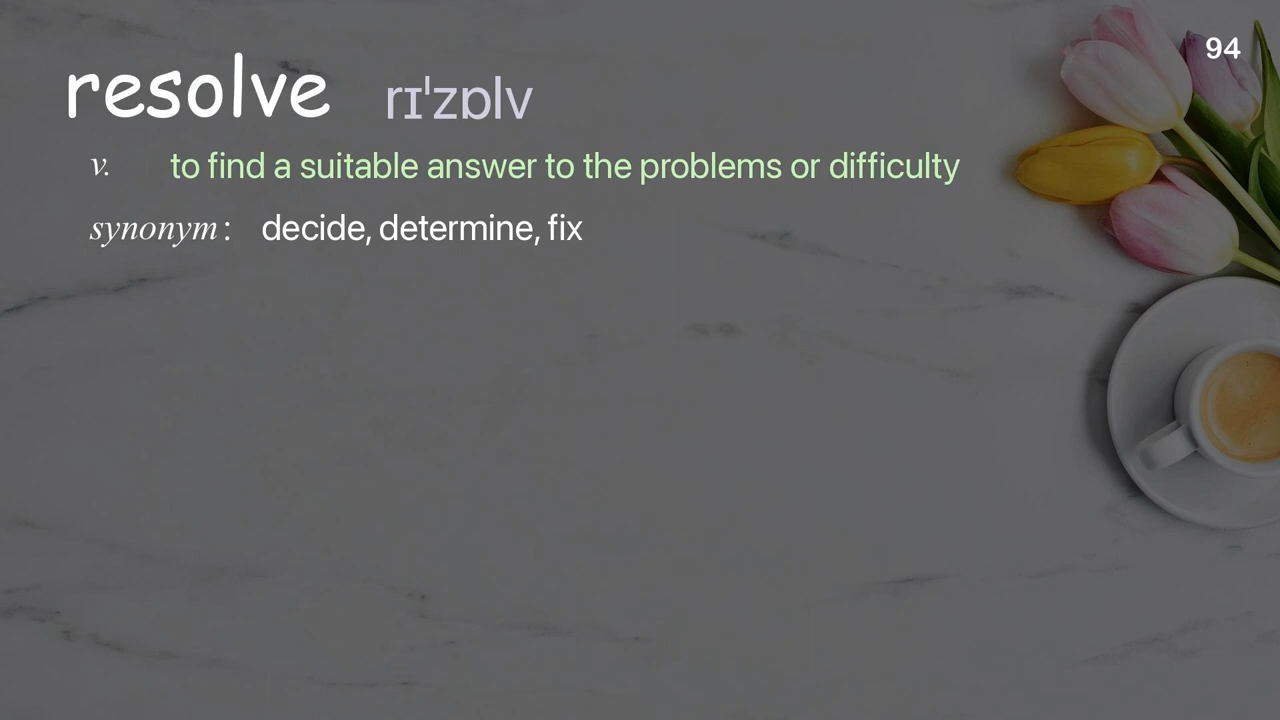 94
resolve rɪˈzɒlv
v. to find a suitable answer to the problems or difficulty
synonym : decide, determine, fix